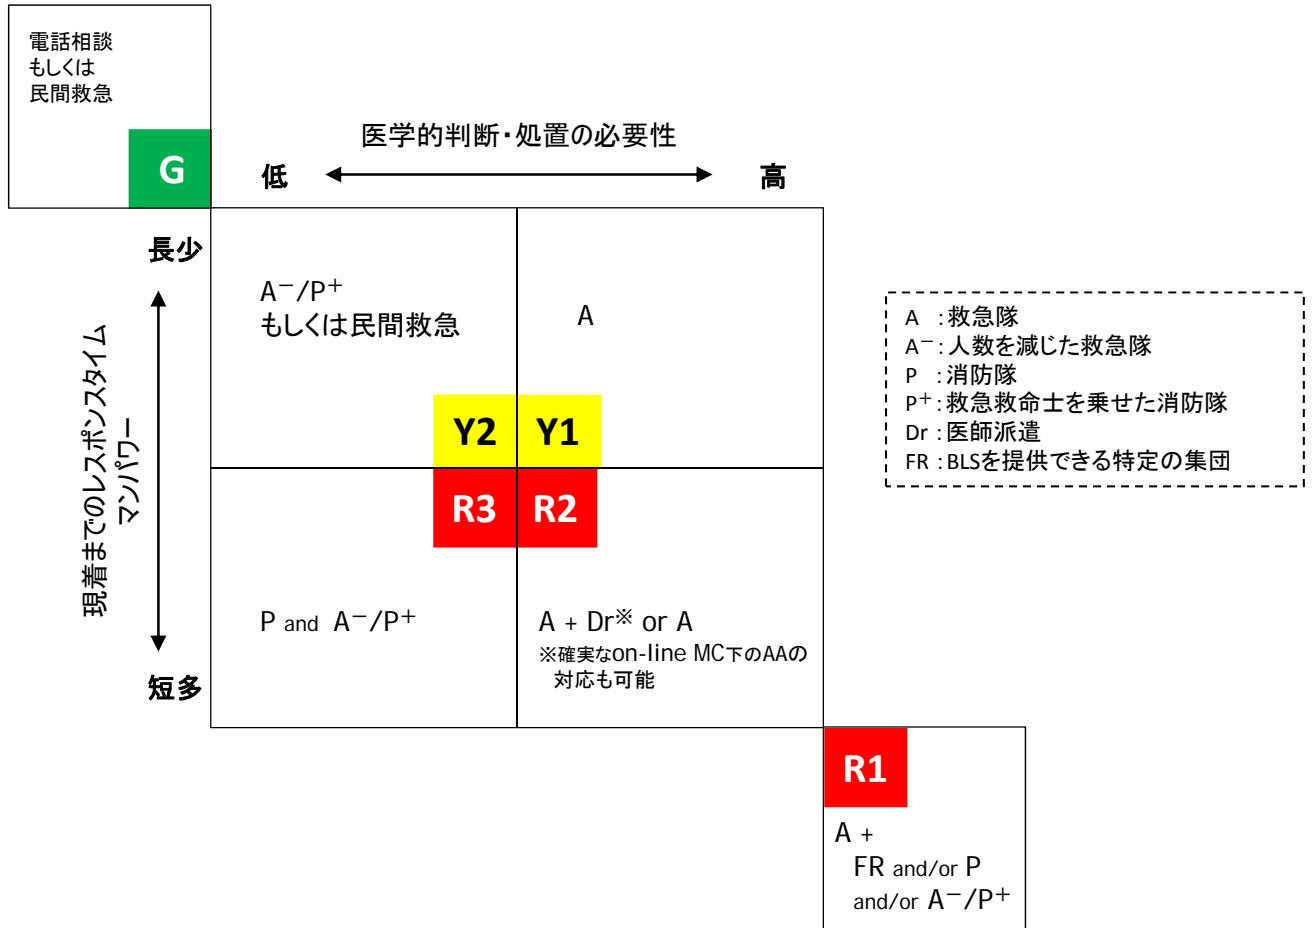 電話相談
もしくは
民間救急
G
医学的判断・処置の必要性
低
高
長少
現着までのレスポンスタイム
マンパワー
短多
A⁻/P⁺
もしくは民間救急
A
Y2
Y1
R3
R2
P and A⁻/P⁺
A + Dr※ or A
※確実なon-line MC下のAAの
対応も可能
R1
A +
FR and/or P
and/or A⁻/P⁺
A :救急隊
A⁻:人数を減じた救急隊
P :消防隊
P⁺:救急救命士を乗せた消防隊
Dr :医師派遣
FR :BLSを提供できる特定の集団